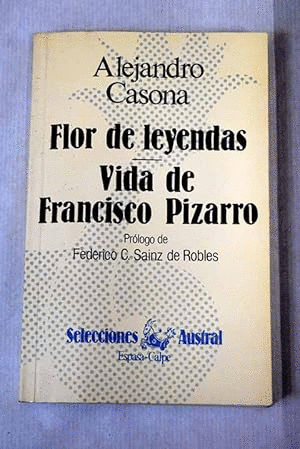 Alejandro
Casona
Flor de leyendas
Vida de
Francisco Pizarro
Prólogo de
Federico C. Sainz de Robles
Selecciones Austral
Espasa-Calpe